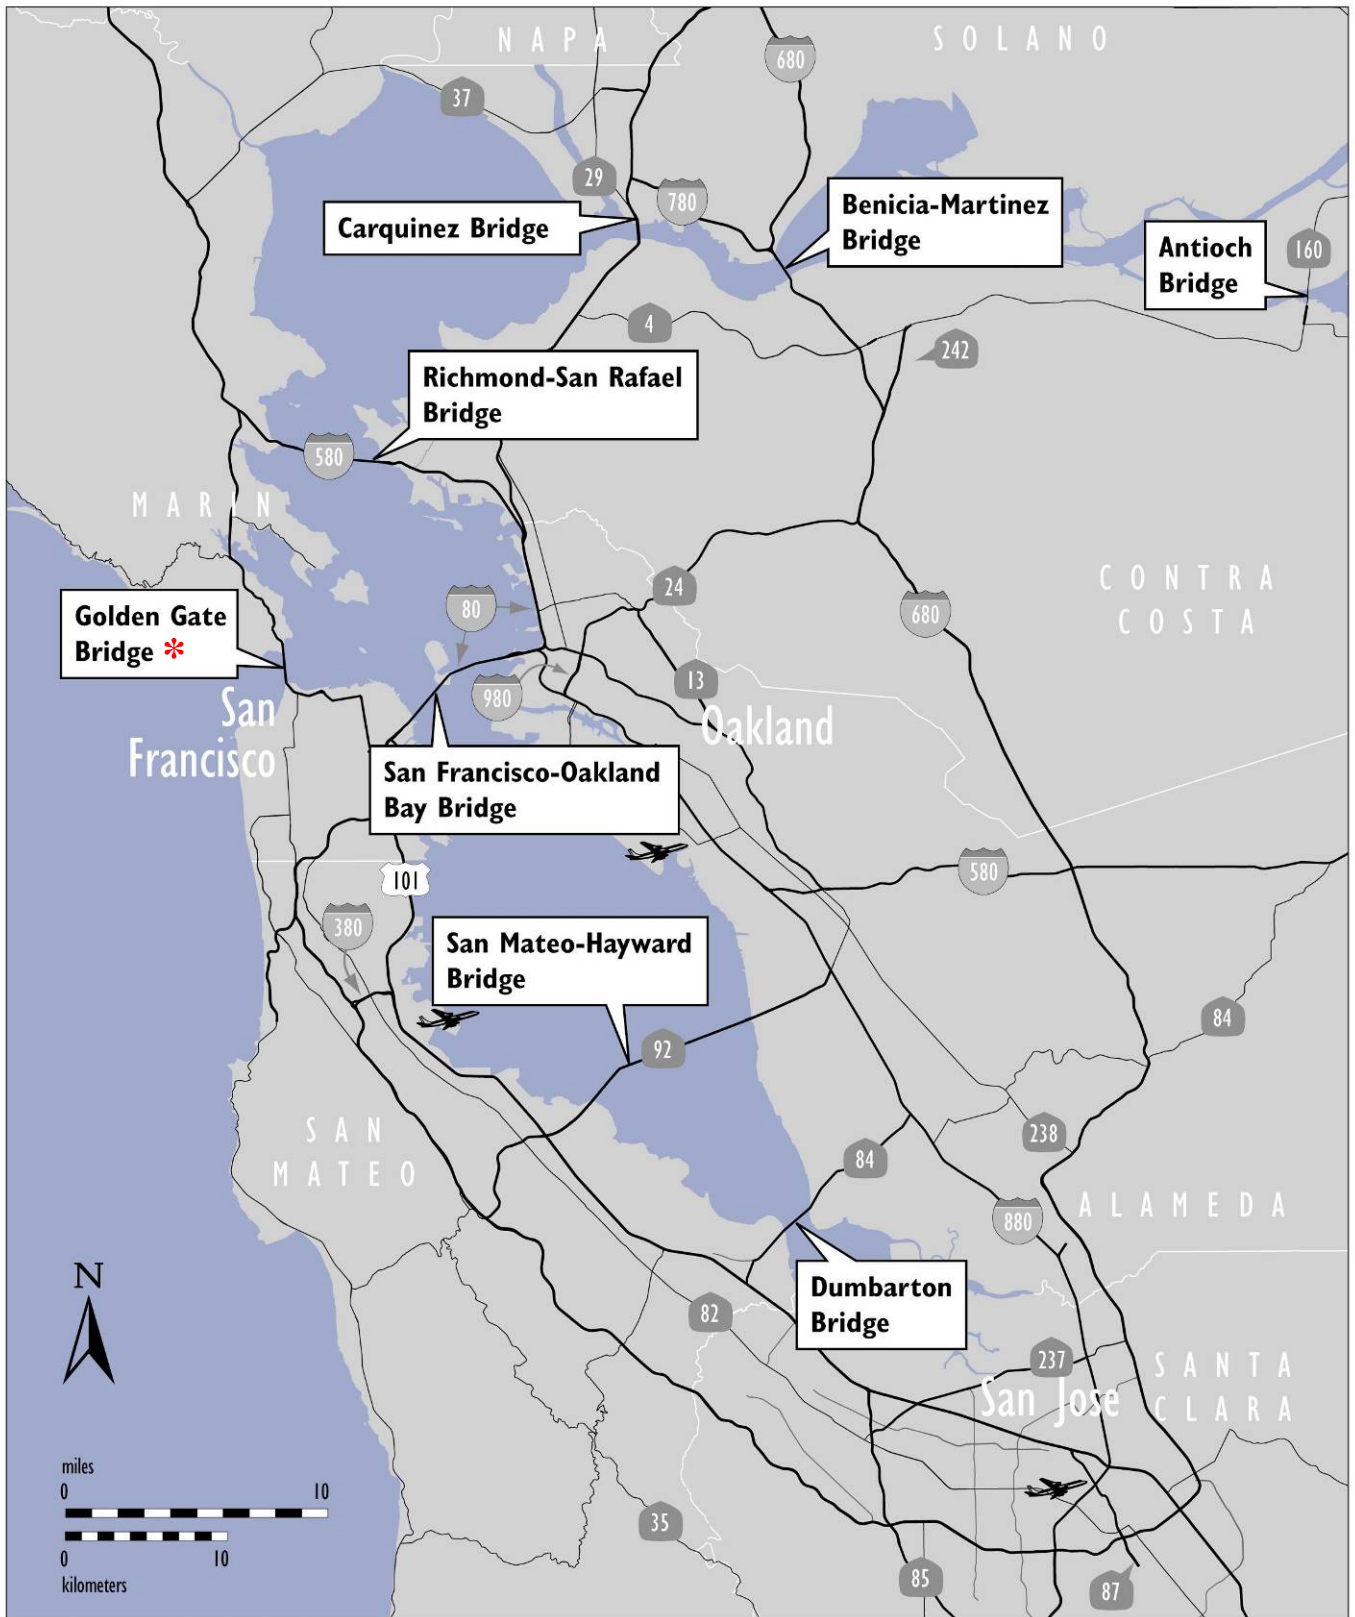 NAPA
SOLANO
680
37
29
780
Carquinez Bridge
Benicia-Martinez
Bridge
Antioch
Bridge
160
4
242
Richmond-San Rafael
Bridge
580
MARIN
80
24
680
CONTRA
COSTA
Golden Gate
Bridge *
980
13
San
Francisco
Oakland
San Francisco-Oakland
Bay Bridge
101
580
380
San Mateo-Hayward
Bridge
92
84
SAN
MATEO
238
84
880
ALAMEDA
N
Dumbarton
Bridge
82
237
San Jose
SANTA
CLARA
miles
0 10
0 10
kilometers
35
85
87